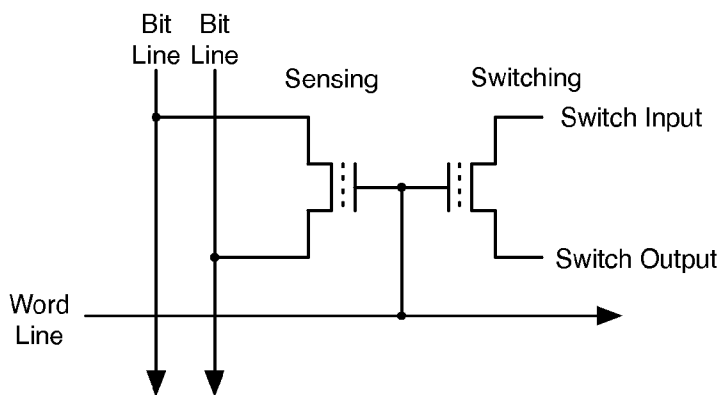 Bit
Line
Bit
Line
Sensing
Switching
Switch Input
Switch Output
Word
Line